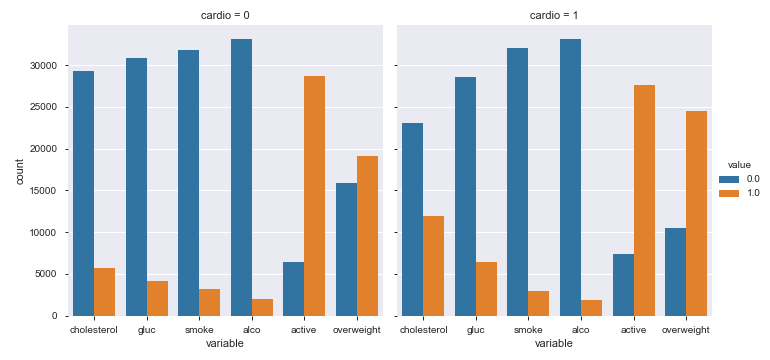 cardio = 0
cardio = 1
30000
25000
20000
15000
10000
5000
0
count
cholesterol gluc smoke alco active overweight
variable
cholesterol gluc smoke alco active overweight
variable
value
0.0
1.0